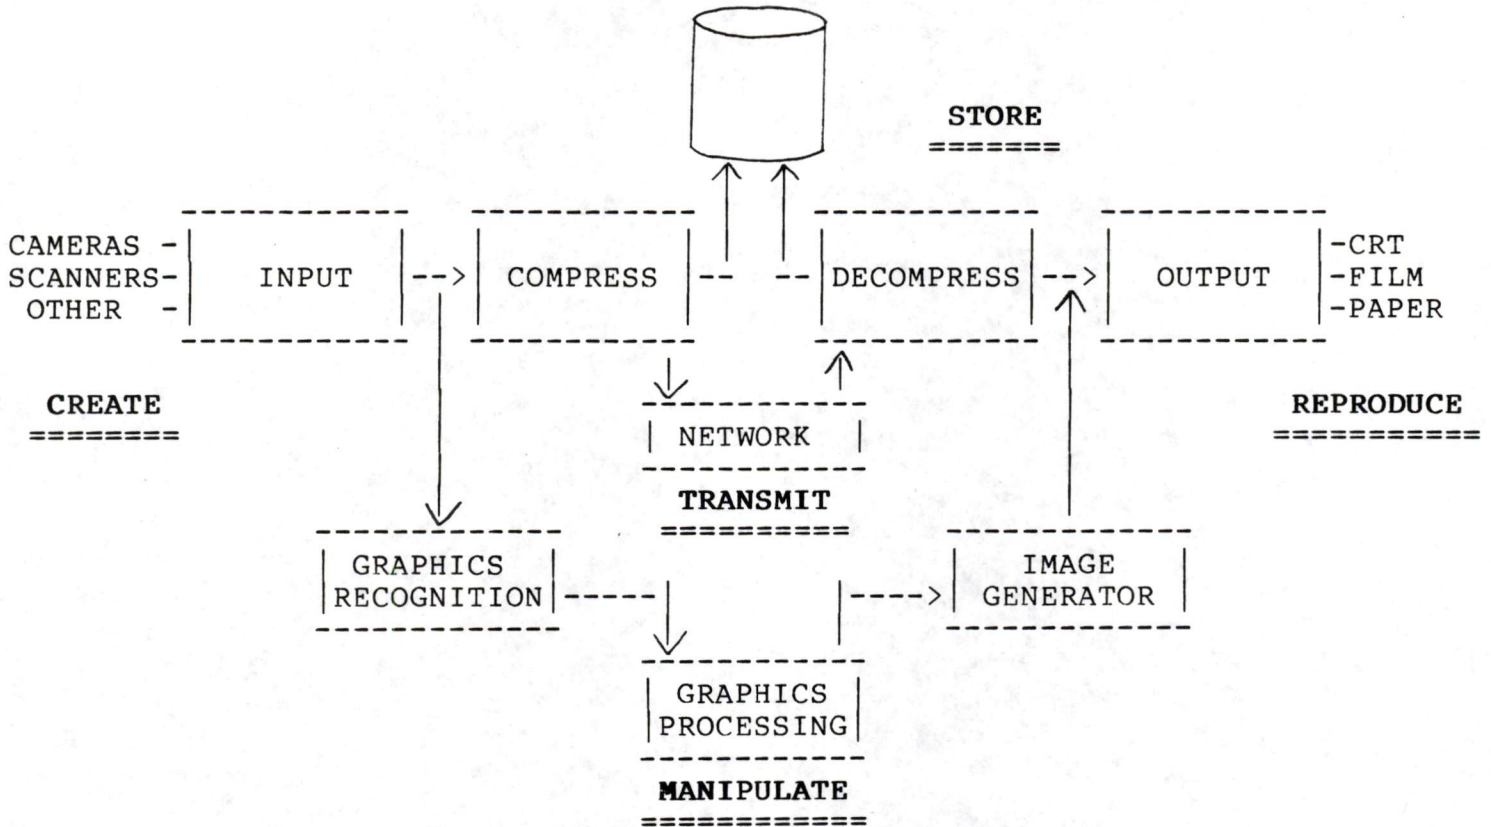 STORE
CAMERAS
SCANNERS
OTHER
INPUT
COMPRESS
DECOMPRESS
OUTPUT
CRT
FILM
PAPER
CREATE
REPRODUCE
NETWORK
TRANSMIT
GRAPHICS
RECOGNITION
IMAGE
GENERATOR
GRAPHICS
PROCESSING
MANIPULATE